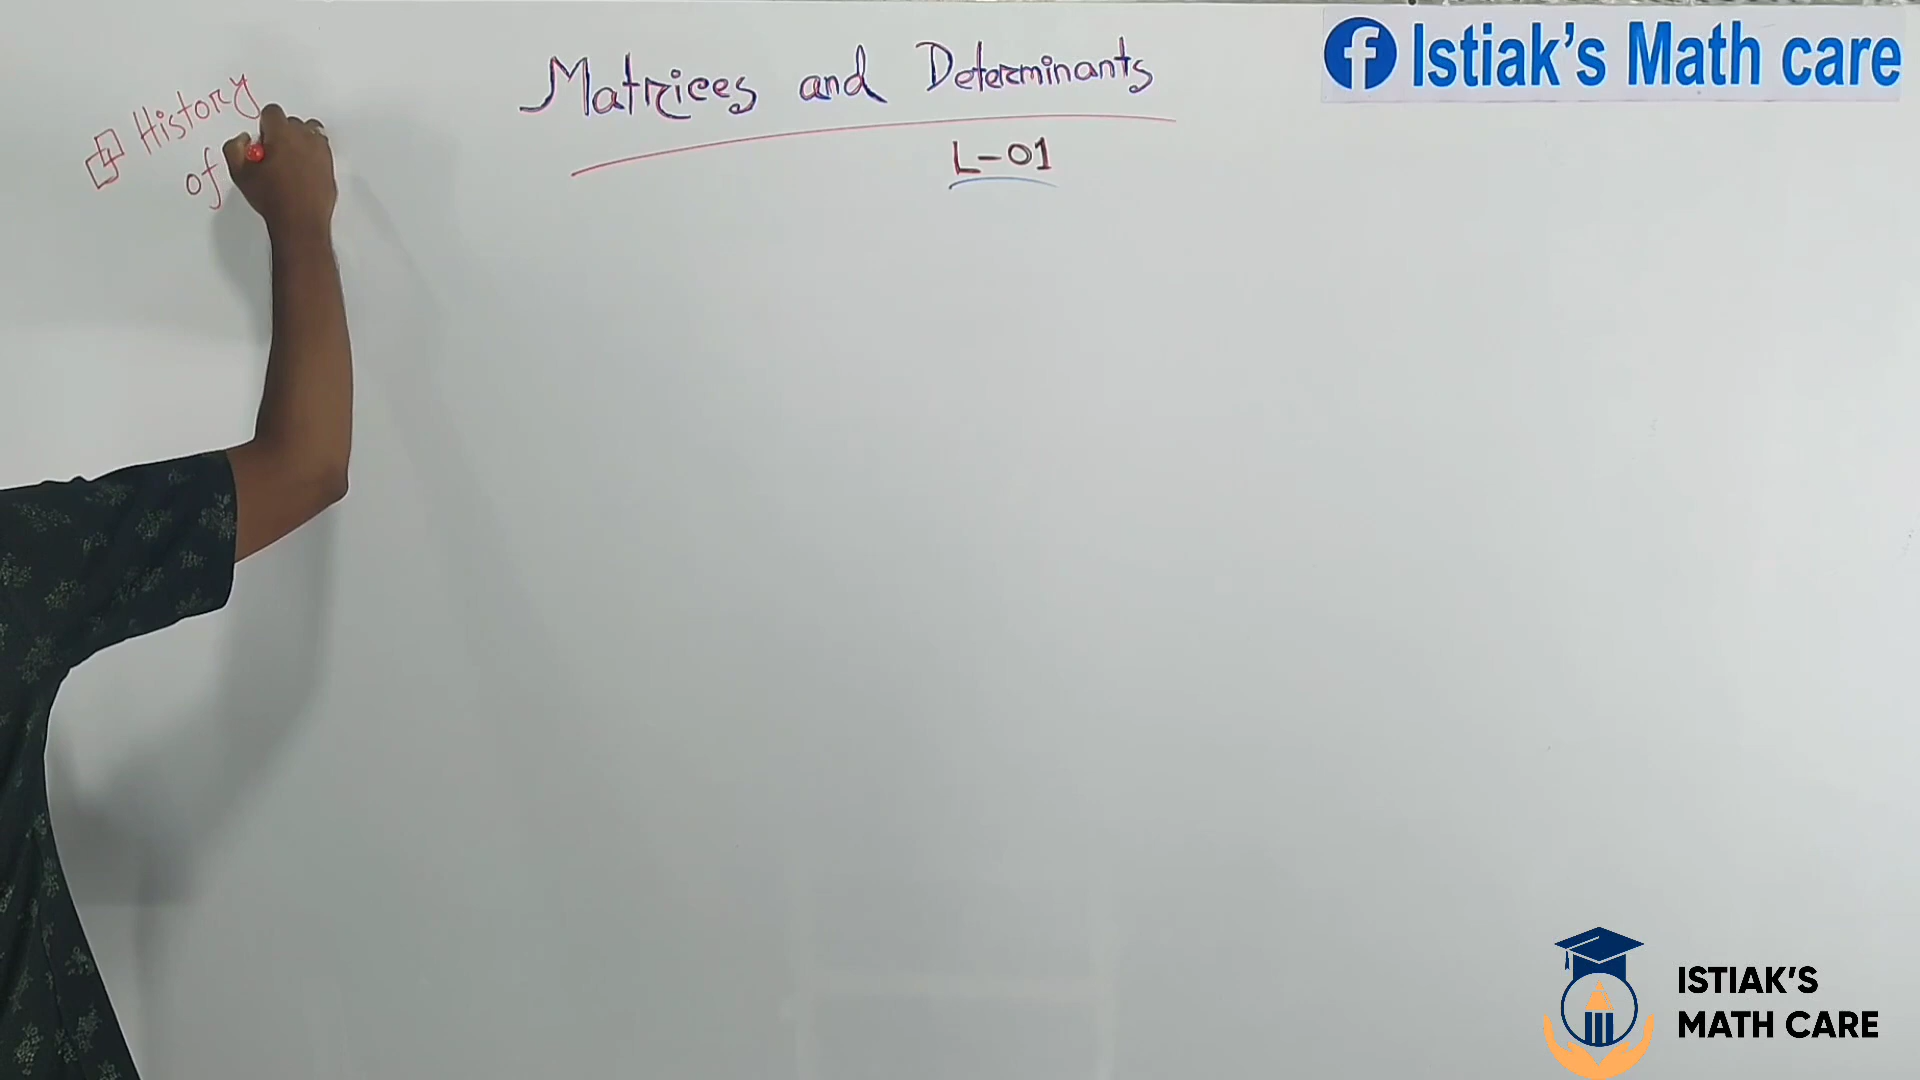 Matrices and Determinants
L-01
History
of
Istiak's Math care
ISTIAK'S
MATH CARE